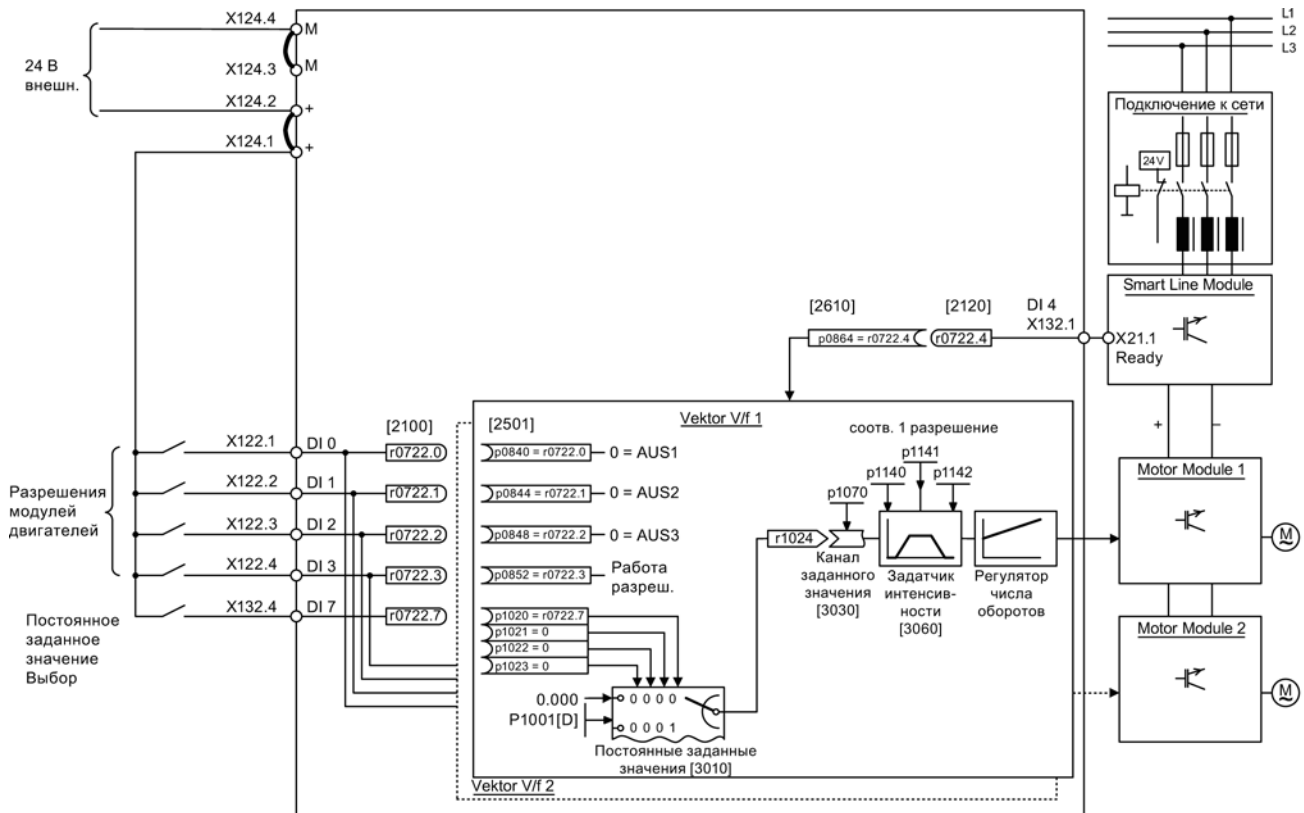 X124.4
M
X124.3
M
24 В
внешн.
X124.2
+
X124.1
+
L1
L2
L3
Подключение к сети
24V
Smart Line Module
[2610]
[2120]
DI 4
X132.1
p0864 = r0722.4
r0722.4
X21.1
Ready
+
–
Разрешения
модулей
двигателей
X122.1
DI 0
X122.2
DI 1
X122.3
DI 2
X122.4
DI 3
X132.4
DI 7
Постоянное
заданное
значение
Выбор
[2100]
r0722.0
r0722.1
r0722.2
r0722.3
r0722.7
[2501]
Vektor V/f 1
p0840 = r0722.0
0 = AUS1
p0844 = r0722.1
0 = AUS2
p0848 = r0722.2
0 = AUS3
p0852 = r0722.3
Работа
разреш.
p1020 = r0722.7
p1021 = 0
p1022 = 0
p1023 = 0
0.000
0 0 0 0
P1001[D]
0 0 0 1
Постоянные заданные
значения [3010]
соотв. 1 разрешение
p1141
p1140
p1142
p1070
r1024
Канал
заданного
значения
[3030]
Задатчик
интенсив-
ности
[3060]
Регулятор
числа
оборотов
Motor Module 1
M
~
Motor Module 2
M
~
Vektor V/f 2